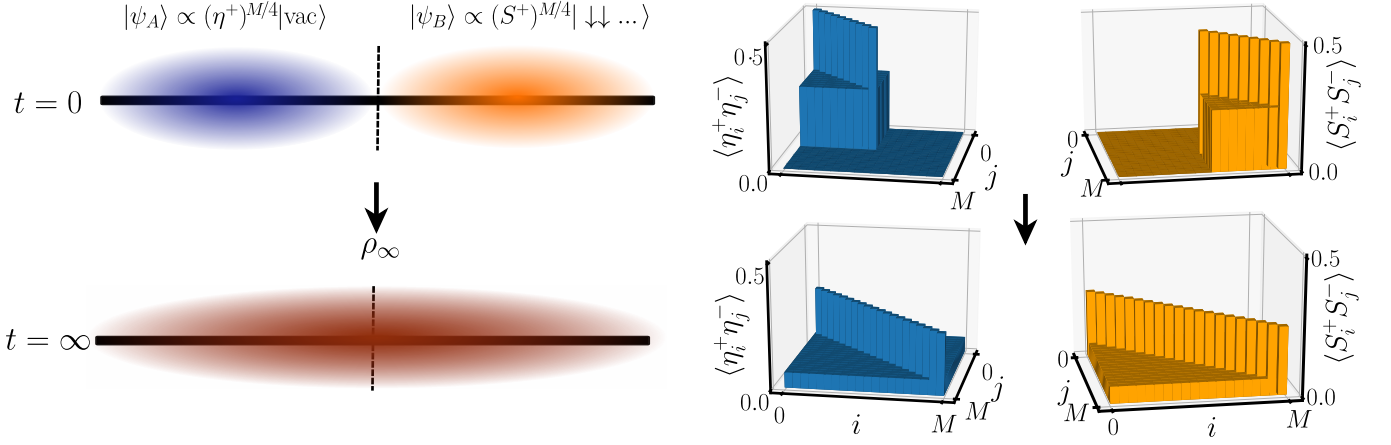 |ψ_A⟩ ∝ (η⁺)^{M/4}|vac⟩
|ψ_B⟩ ∝ (S⁺)^{M/4}| ↓↓ ... ⟩
t = 0
ρ_∞
t = ∞
0.5
0.0
⟨η_i⁺η_j⁻⟩
0
j
M
0.5
0.0
⟨S_i⁺S_j⁻⟩
0
j
M
0.5
0.0
⟨η_i⁺η_j⁻⟩
0
i
M
0
j
M
0.5
0.0
⟨S_i⁺S_j⁻⟩
0
j
M
0
i
M